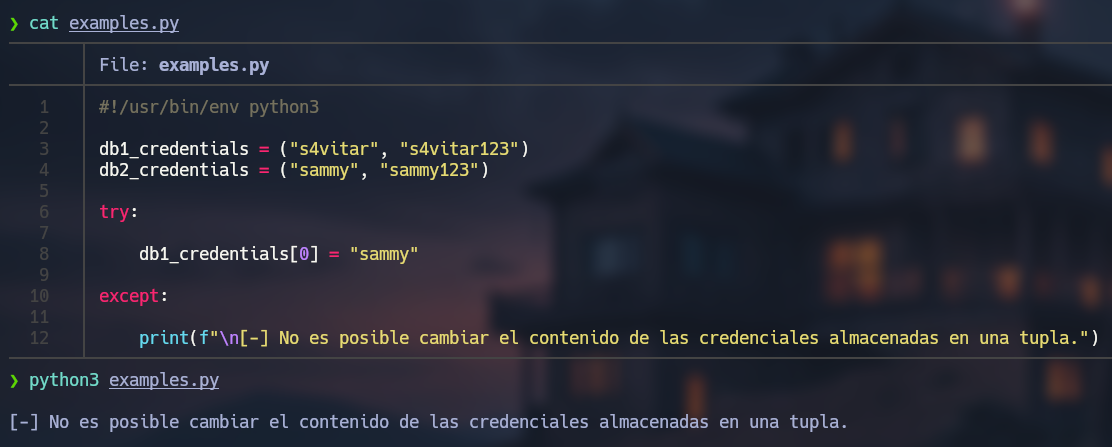 ❯ cat examples.py
File: examples.py
1 #!/usr/bin/env python3
2
3 db1_credentials = ("s4vitar", "s4vitar123")
4 db2_credentials = ("sammy", "sammy123")
5
6 try:
7
8     db1_credentials[0] = "sammy"
9
10 except:
11
12     print(f"\n[-] No es posible cambiar el contenido de las credenciales almacenadas en una tupla.")
❯ python3 examples.py
[-] No es posible cambiar el contenido de las credenciales almacenadas en una tupla.